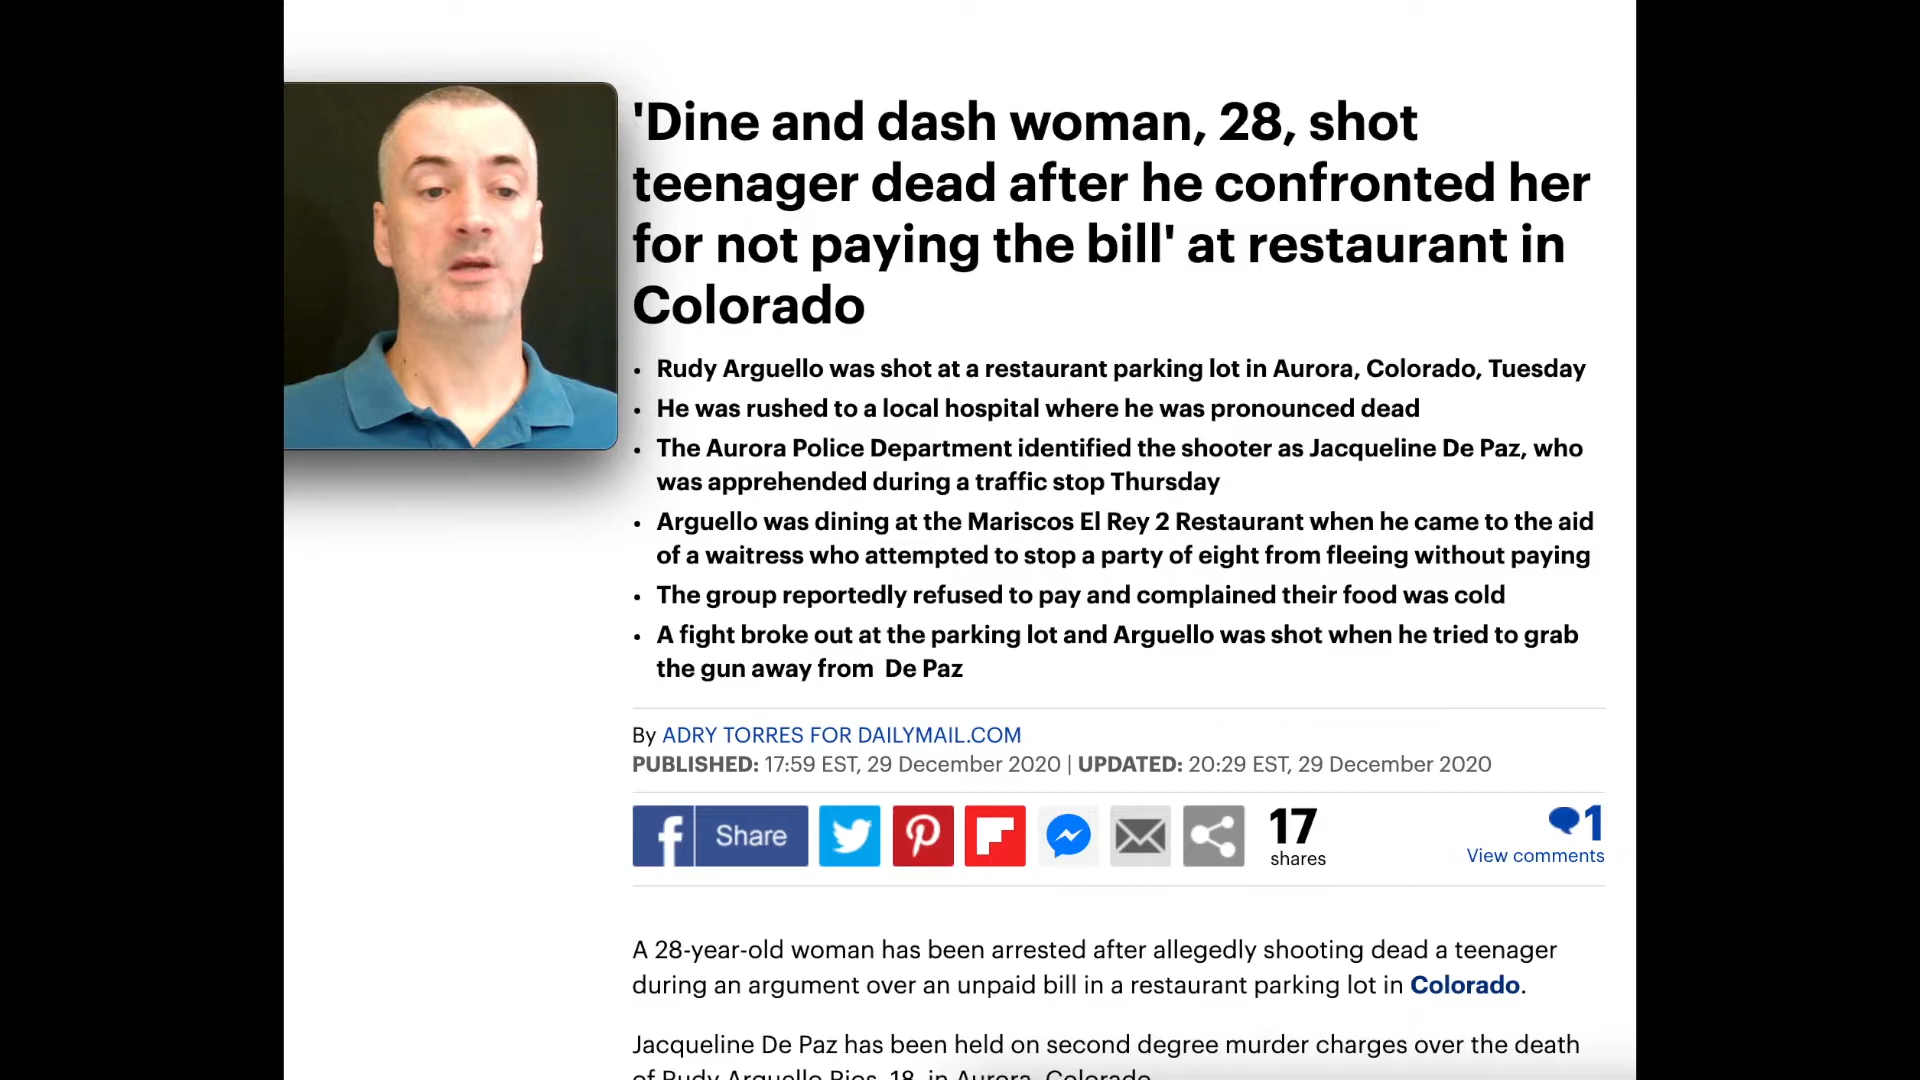 'Dine and dash woman, 28, shot
teenager dead after he confronted her
for not paying the bill' at restaurant in
Colorado
• Rudy Arguello was shot at a restaurant parking lot in Aurora, Colorado, Tuesday
• He was rushed to a local hospital where he was pronounced dead
• The Aurora Police Department identified the shooter as Jacqueline De Paz, who
was apprehended during a traffic stop Thursday
• Arguello was dining at the Mariscos El Rey 2 Restaurant when he came to the aid
of a waitress who attempted to stop a party of eight from fleeing without paying
• The group reportedly refused to pay and complained their food was cold
• A fight broke out at the parking lot and Arguello was shot when he tried to grab
the gun away from De Paz
By ADRY TORRES FOR DAILYMAIL.COM
PUBLISHED: 17:59 EST, 29 December 2020 | UPDATED: 20:29 EST, 29 December 2020
Share
17
shares
1
View comments
A 28-year-old woman has been arrested after allegedly shooting dead a teenager
during an argument over an unpaid bill in a restaurant parking lot in Colorado.
Jacqueline De Paz has been held on second degree murder charges over the death
of Rudy Arguello Rios, 18, in Aurora, Colorado